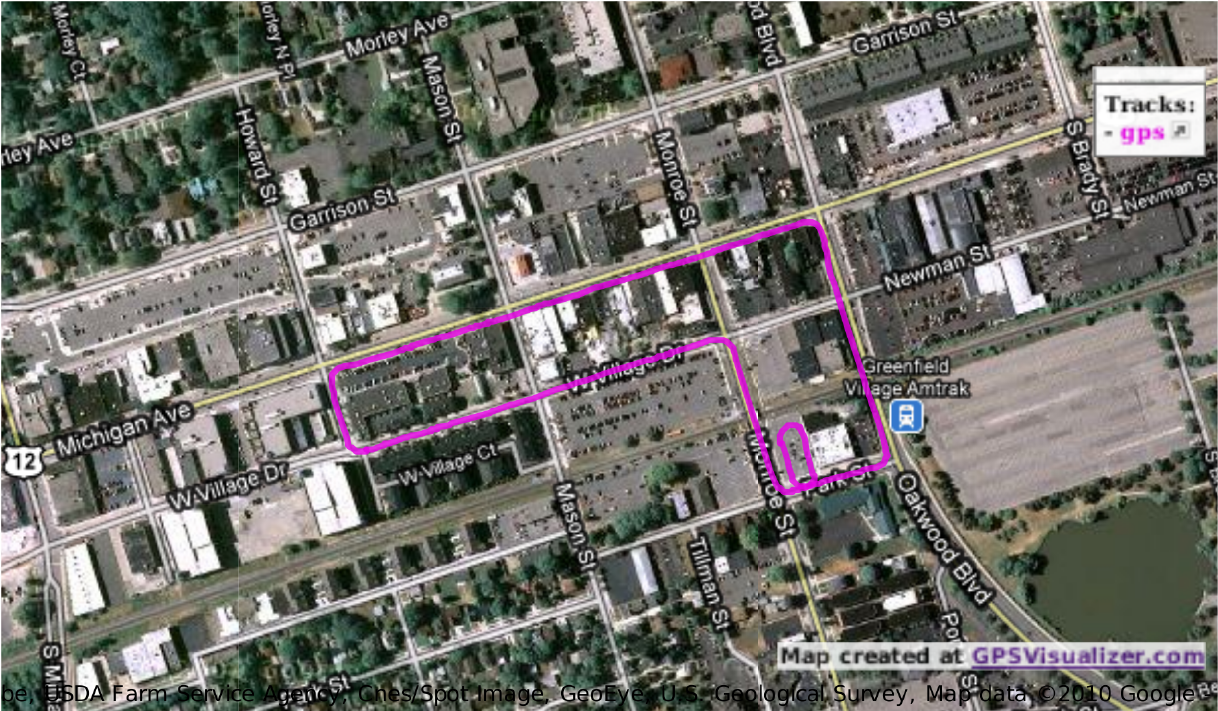 Morley Ct
Morley Ave
Garrison St
Mason St
Howard St
Monroe St
S Brady St
Tracks:
- gps
Newman St
Garrison St
Newman St
W Village Dr
Greenfield
Village Amtrak
Michigan Ave
12
W Village Ct
W Village Dr
Monroe St
Park St
Mason St
Oakwood Blvd
Tillman St
Map created at GPSVisualizer.com
USDA Farm Service Agency, Ches/Spot Image, GeoEye, U.S. Geological Survey, Map data ©2010 Google